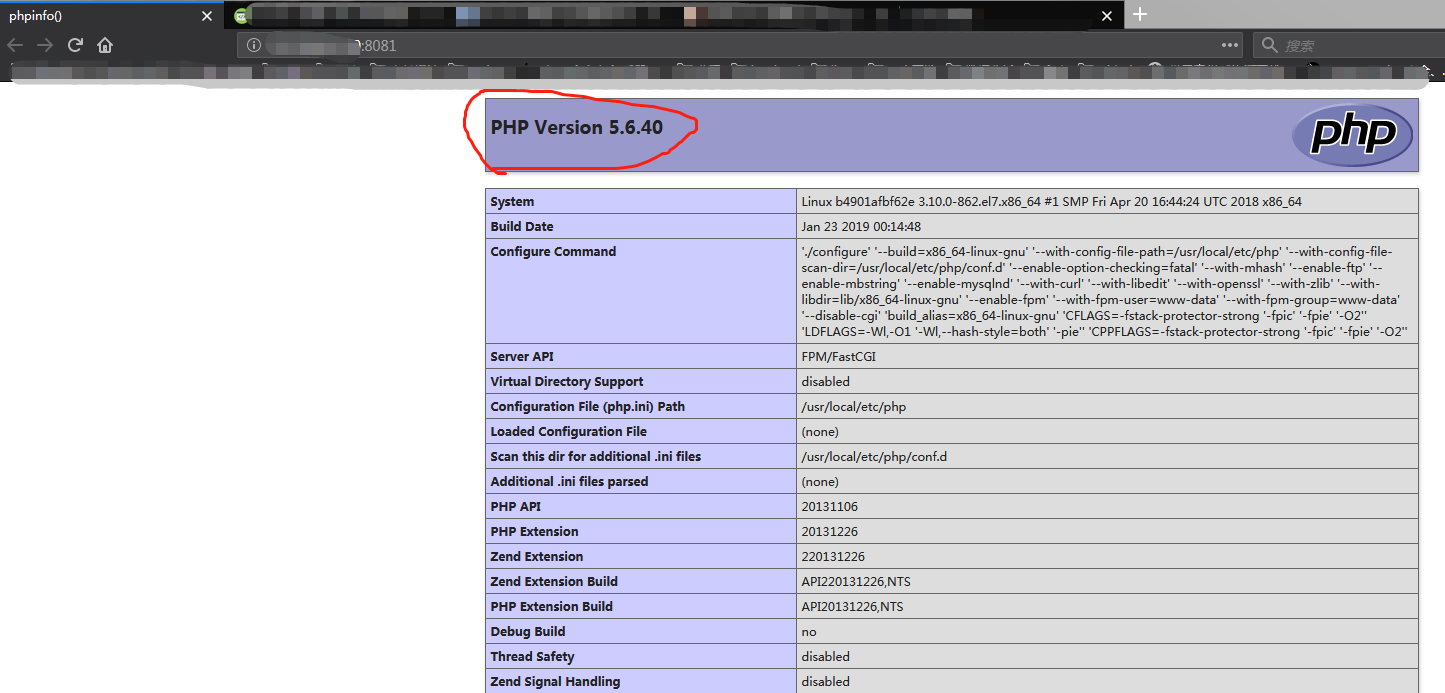 phpinfo()
:8081
搜索
PHP Version 5.6.40
php
System Linux b4901afbf62e 3.10.0-862.el7.x86_64 #1 SMP Fri Apr 20 16:44:24 UTC 2018 x86_64
Build Date Jan 23 2019 00:14:48
Configure Command './configure' '--build=x86_64-linux-gnu' '--with-config-file-path=/usr/local/etc/php' '--with-config-file-
scan-dir=/usr/local/etc/php/conf.d' '--enable-option-checking=fatal' '--with-mhash' '--enable-ftp' '--
enable-mbstring' '--enable-mysqlnd' '--with-curl' '--with-libedit' '--with-openssl' '--with-zlib' '--with-
libdir=lib/x86_64-linux-gnu' '--enable-fpm' '--with-fpm-user=www-data' '--with-fpm-group=www-data'
'--disable-cgi' 'build_alias=x86_64-linux-gnu' 'CFLAGS=-fstack-protector-strong '-fpic' '-fpie' '-O2''
'LDFLAGS=-Wl,-O1 '-Wl,--hash-style=both' '-pie'' 'CPPFLAGS=-fstack-protector-strong '-fpic' '-fpie' '-O2''
Server API FPM/FastCGI
Virtual Directory Support disabled
Configuration File (php.ini) Path /usr/local/etc/php
Loaded Configuration File (none)
Scan this dir for additional .ini files /usr/local/etc/php/conf.d
Additional .ini files parsed (none)
PHP API 20131106
PHP Extension 20131226
Zend Extension 220131226
Zend Extension Build API220131226,NTS
PHP Extension Build API20131226,NTS
Debug Build no
Thread Safety disabled
Zend Signal Handling disabled